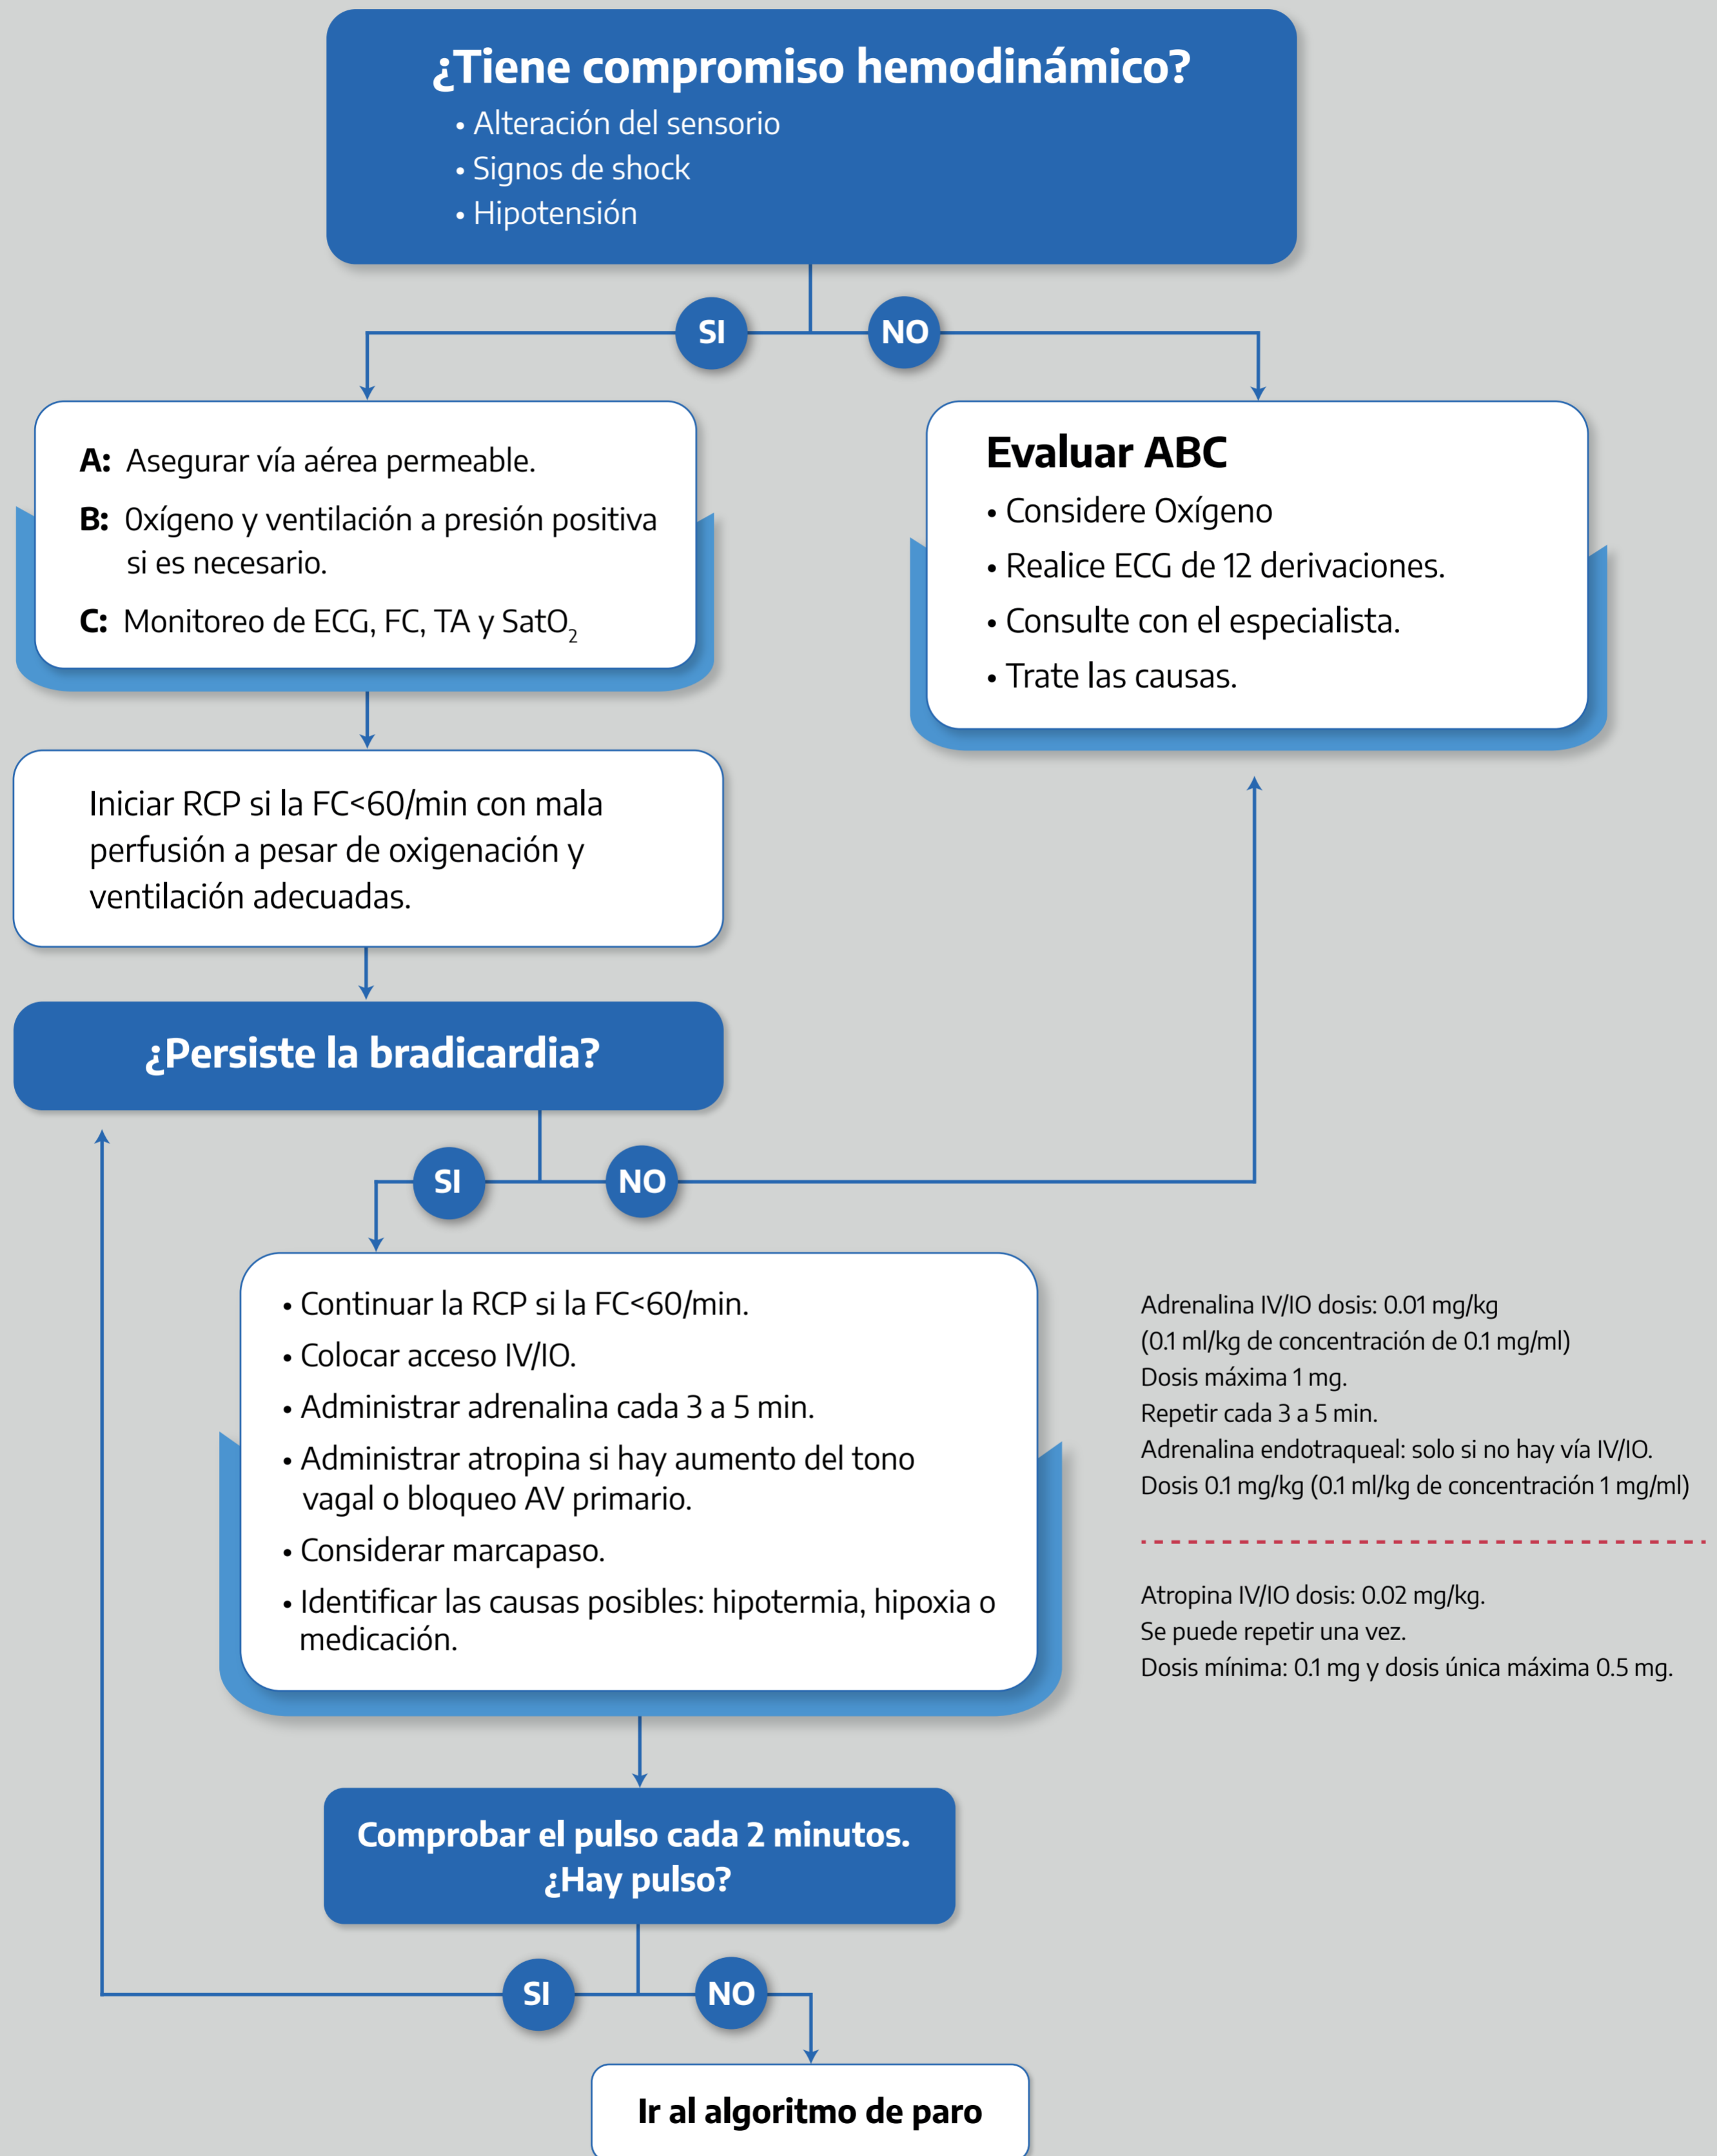 ¿Tiene compromiso hemodinámico?
• Alteración del sensorio
• Signos de shock
• Hipotensión
SI
NO
A: Asegurar vía aérea permeable.
B: 0xígeno y ventilación a presión positiva
si es necesario.
C: Monitoreo de ECG, FC, TA y SatO₂
Evaluar ABC
• Considere Oxígeno
• Realice ECG de 12 derivaciones.
• Consulte con el especialista.
• Trate las causas.
Iniciar RCP si la FC<60/min con mala
perfusión a pesar de oxigenación y
ventilación adecuadas.
¿Persiste la bradicardia?
SI
NO
• Continuar la RCP si la FC<60/min.
• Colocar acceso IV/IO.
• Administrar adrenalina cada 3 a 5 min.
• Administrar atropina si hay aumento del tono
vagal o bloqueo AV primario.
• Considerar marcapaso.
• Identificar las causas posibles: hipotermia, hipoxia o
medicación.
Adrenalina IV/IO dosis: 0.01 mg/kg
(0.1 ml/kg de concentración de 0.1 mg/ml)
Dosis máxima 1 mg.
Repetir cada 3 a 5 min.
Adrenalina endotraqueal: solo si no hay vía IV/IO.
Dosis 0.1 mg/kg (0.1 ml/kg de concentración 1 mg/ml)
Atropina IV/IO dosis: 0.02 mg/kg.
Se puede repetir una vez.
Dosis mínima: 0.1 mg y dosis única máxima 0.5 mg.
Comprobar el pulso cada 2 minutos.
¿Hay pulso?
SI
NO
Ir al algoritmo de paro